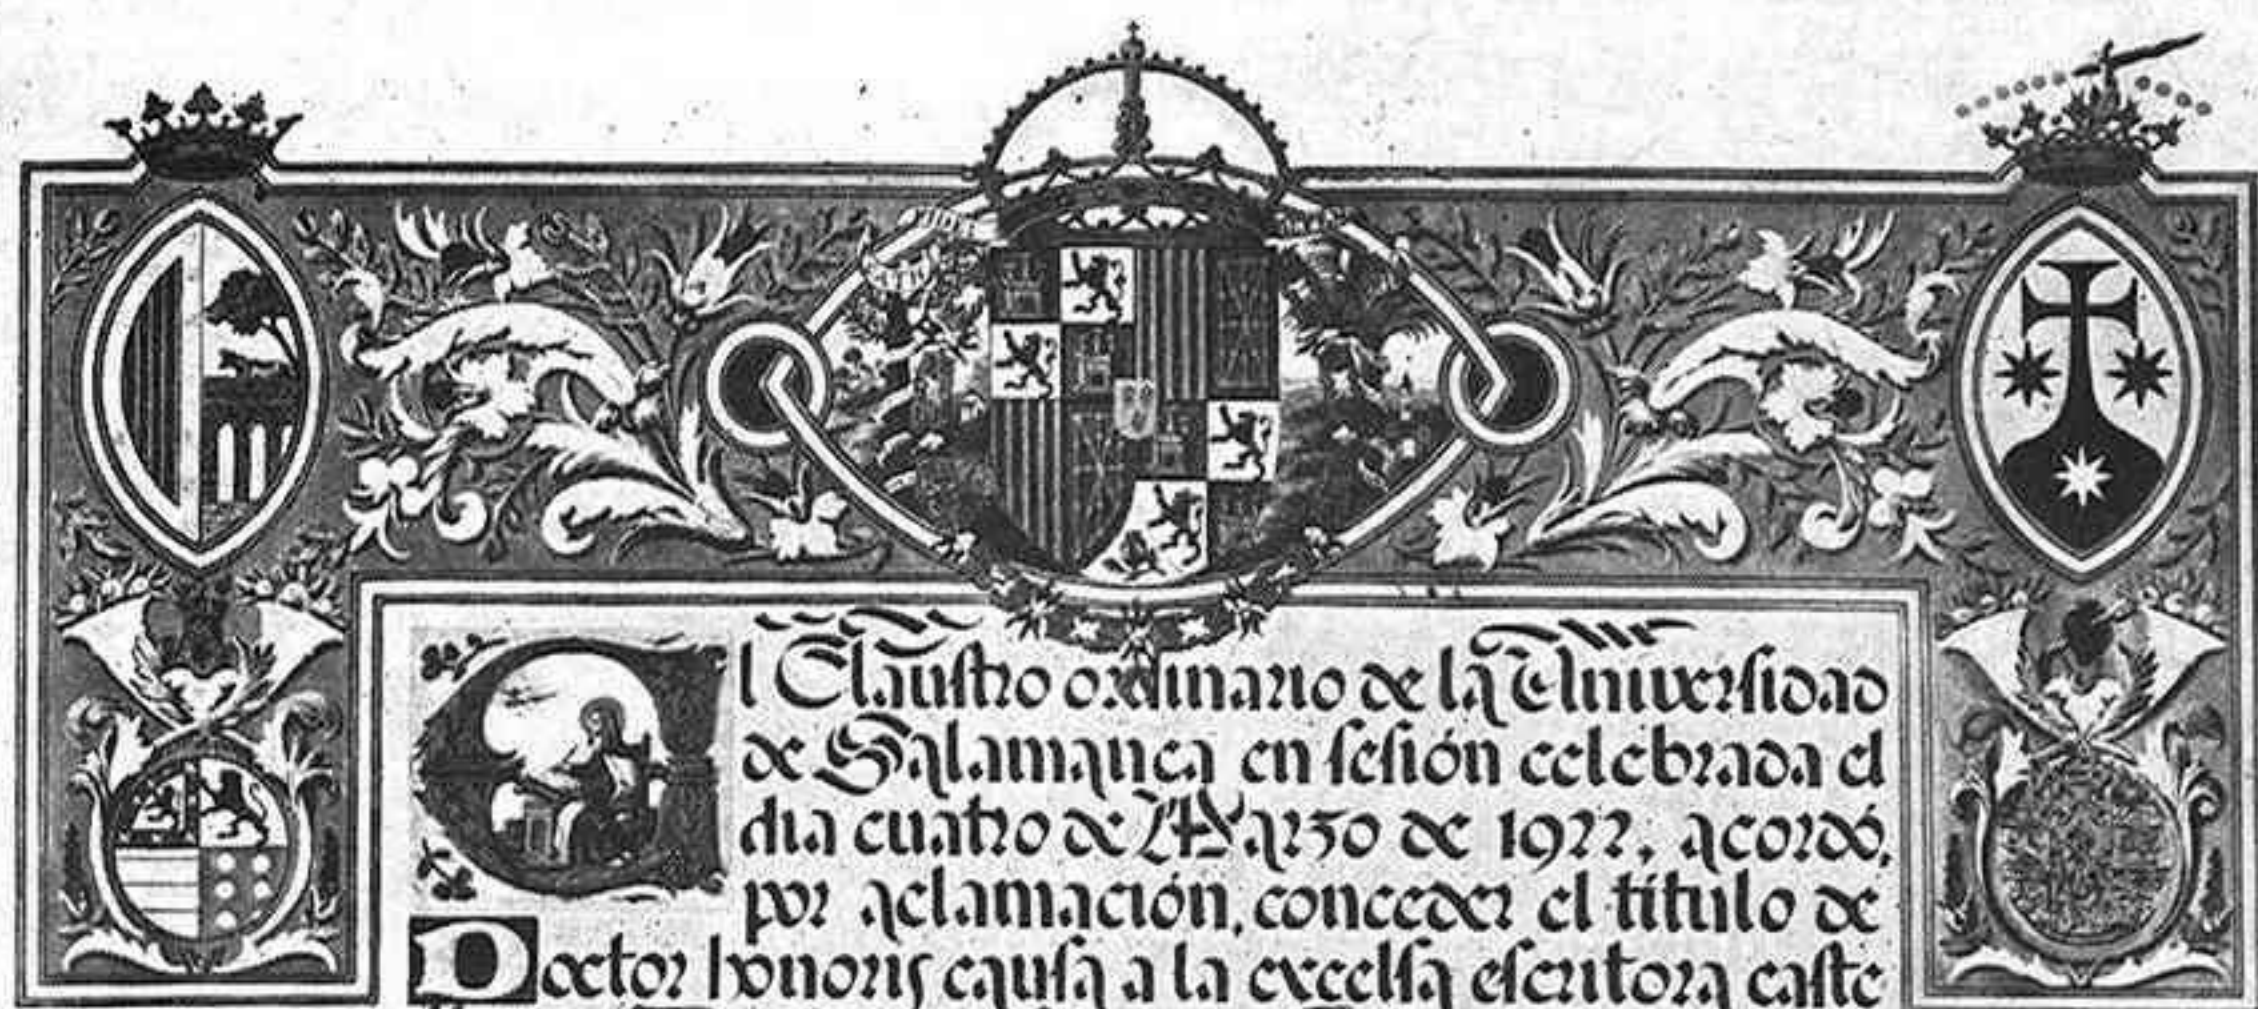 El Claustro ordinario de la Universidad
de Salamanca en sesión celebrada el
dia cuatro de Marzo de 1922, acordó,
por aclamación, conceder el título de
Doctor honoris causa a la excelsa escritora caste